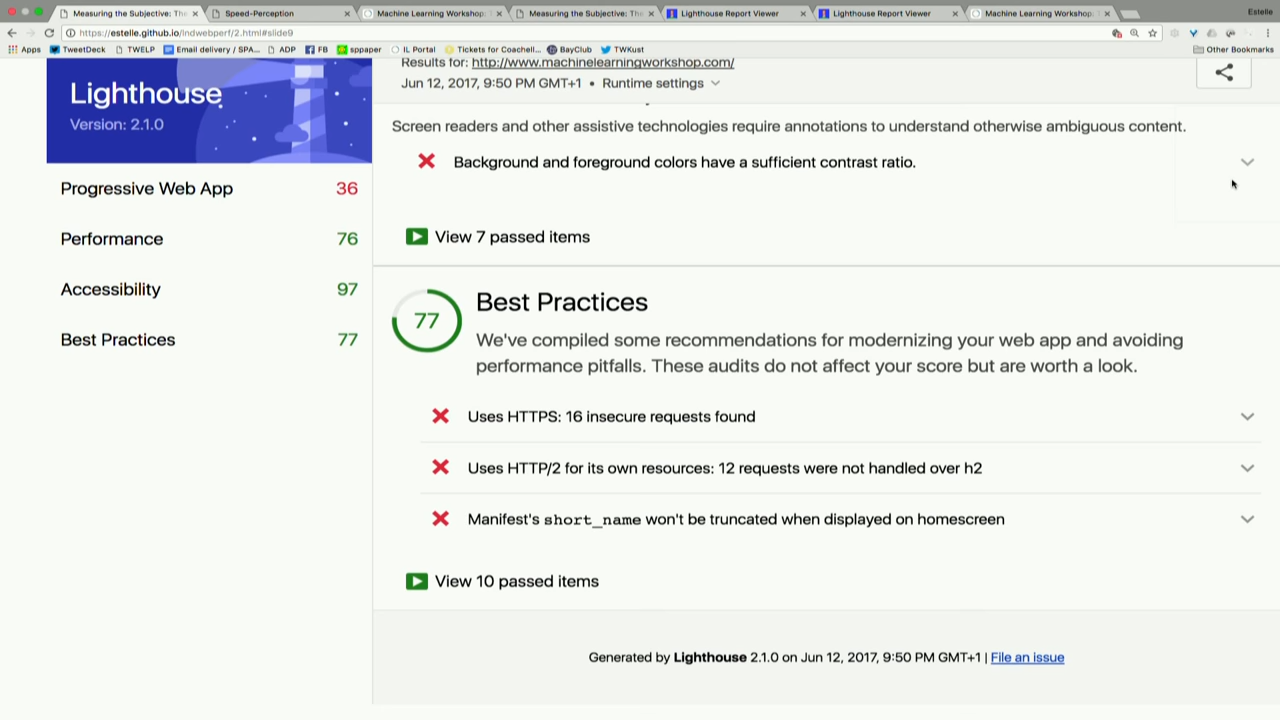 Measuring the Subjective: The
Speed-Perception
Machine Learning Workshop:
Measuring the Subjective: The
Lighthouse Report Viewer
Lighthouse Report Viewer
Machine Learning Workshop:
Estelle
https://estelle.github.io/lndwebperf/2.html#slide9
Apps
TweetDeck
TWELP
Email delivery / SPA...
ADP
FB
sppaper
IL Portal
Tickets for Coachell...
BayClub
TWKust
Other Bookmarks
Lighthouse
Version: 2.1.0
Progressive Web App 36
Performance 76
Accessibility 97
Best Practices 77
Results for: http://www.machinelearningworkshop.com/
Jun 12, 2017, 9:50 PM GMT+1 • Runtime settings
Screen readers and other assistive technologies require annotations to understand otherwise ambiguous content.
Background and foreground colors have a sufficient contrast ratio.
View 7 passed items
77
Best Practices
We've compiled some recommendations for modernizing your web app and avoiding
performance pitfalls. These audits do not affect your score but are worth a look.
Uses HTTPS: 16 insecure requests found
Uses HTTP/2 for its own resources: 12 requests were not handled over h2
Manifest's short_name won't be truncated when displayed on homescreen
View 10 passed items
Generated by Lighthouse 2.1.0 on Jun 12, 2017, 9:50 PM GMT+1 | File an issue